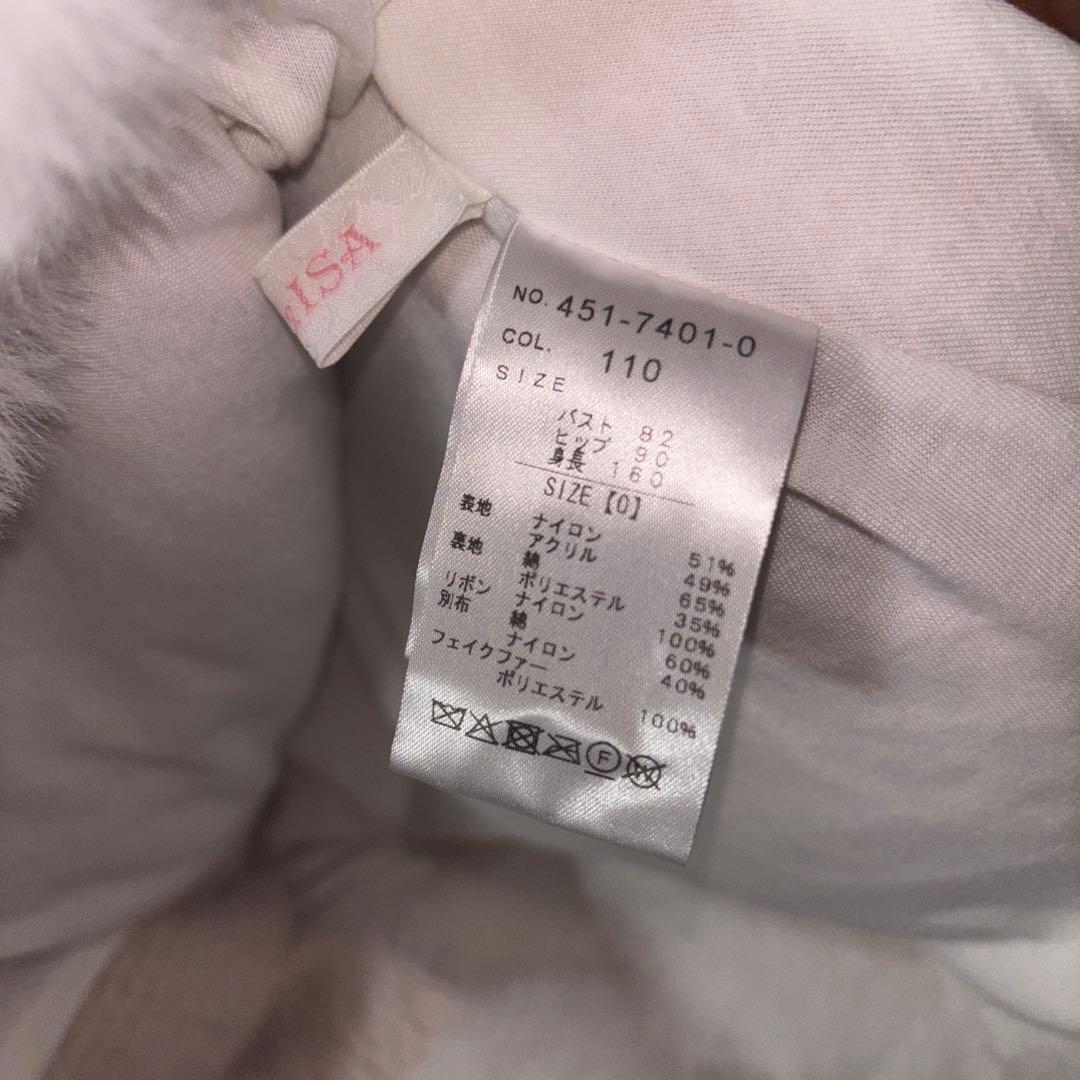 ISA
NO. 451-7401-0
COL. 110
SIZE
バスト 82
ヒップ 90
身長 160
SIZE【0】
表地 ナイロン 51%
アクリル 49%
裏地 綿 65%
ポリエステル 35%
リボン ナイロン 100%
別布 綿 60%
ナイロン 40%
フェイクファー
ポリエステル 100%
F
W